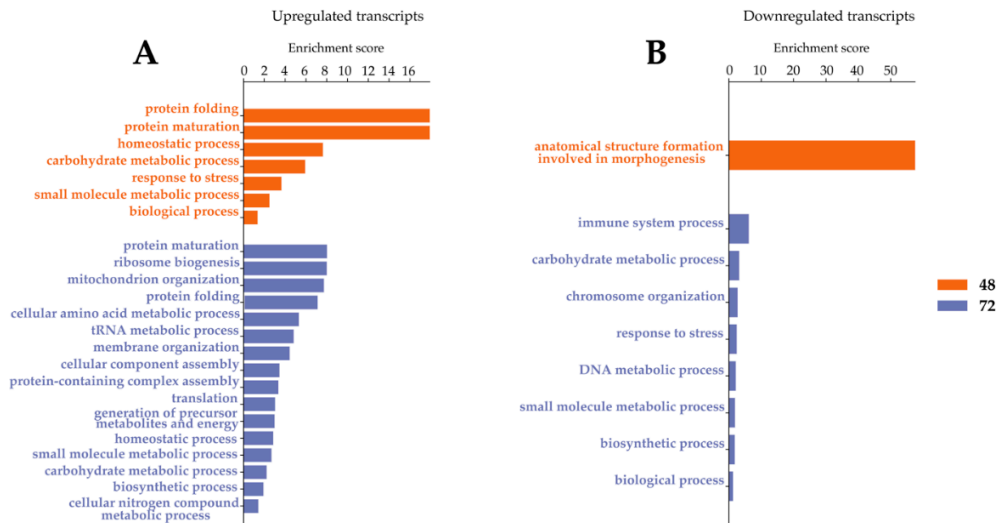 Upregulated transcripts
A
Enrichment score
0 2 4 6 8 10 12 14 16
protein folding
protein maturation
homeostatic process
carbohydrate metabolic process
response to stress
small molecule metabolic process
biological process
protein maturation
ribosome biogenesis
mitochondrion organization
protein folding
cellular amino acid metabolic process
tRNA metabolic process
membrane organization
cellular component assembly
protein-containing complex assembly
translation
generation of precursor
metabolites and energy
homeostatic process
small molecule metabolic process
carbohydrate metabolic process
biosynthetic process
cellular nitrogen compound
metabolic process
Downregulated transcripts
B
Enrichment score
0 10 20 30 40 50
anatomical structure formation
involved in morphogenesis
immune system process
carbohydrate metabolic process
chromosome organization
response to stress
DNA metabolic process
small molecule metabolic process
biosynthetic process
biological process
48
72